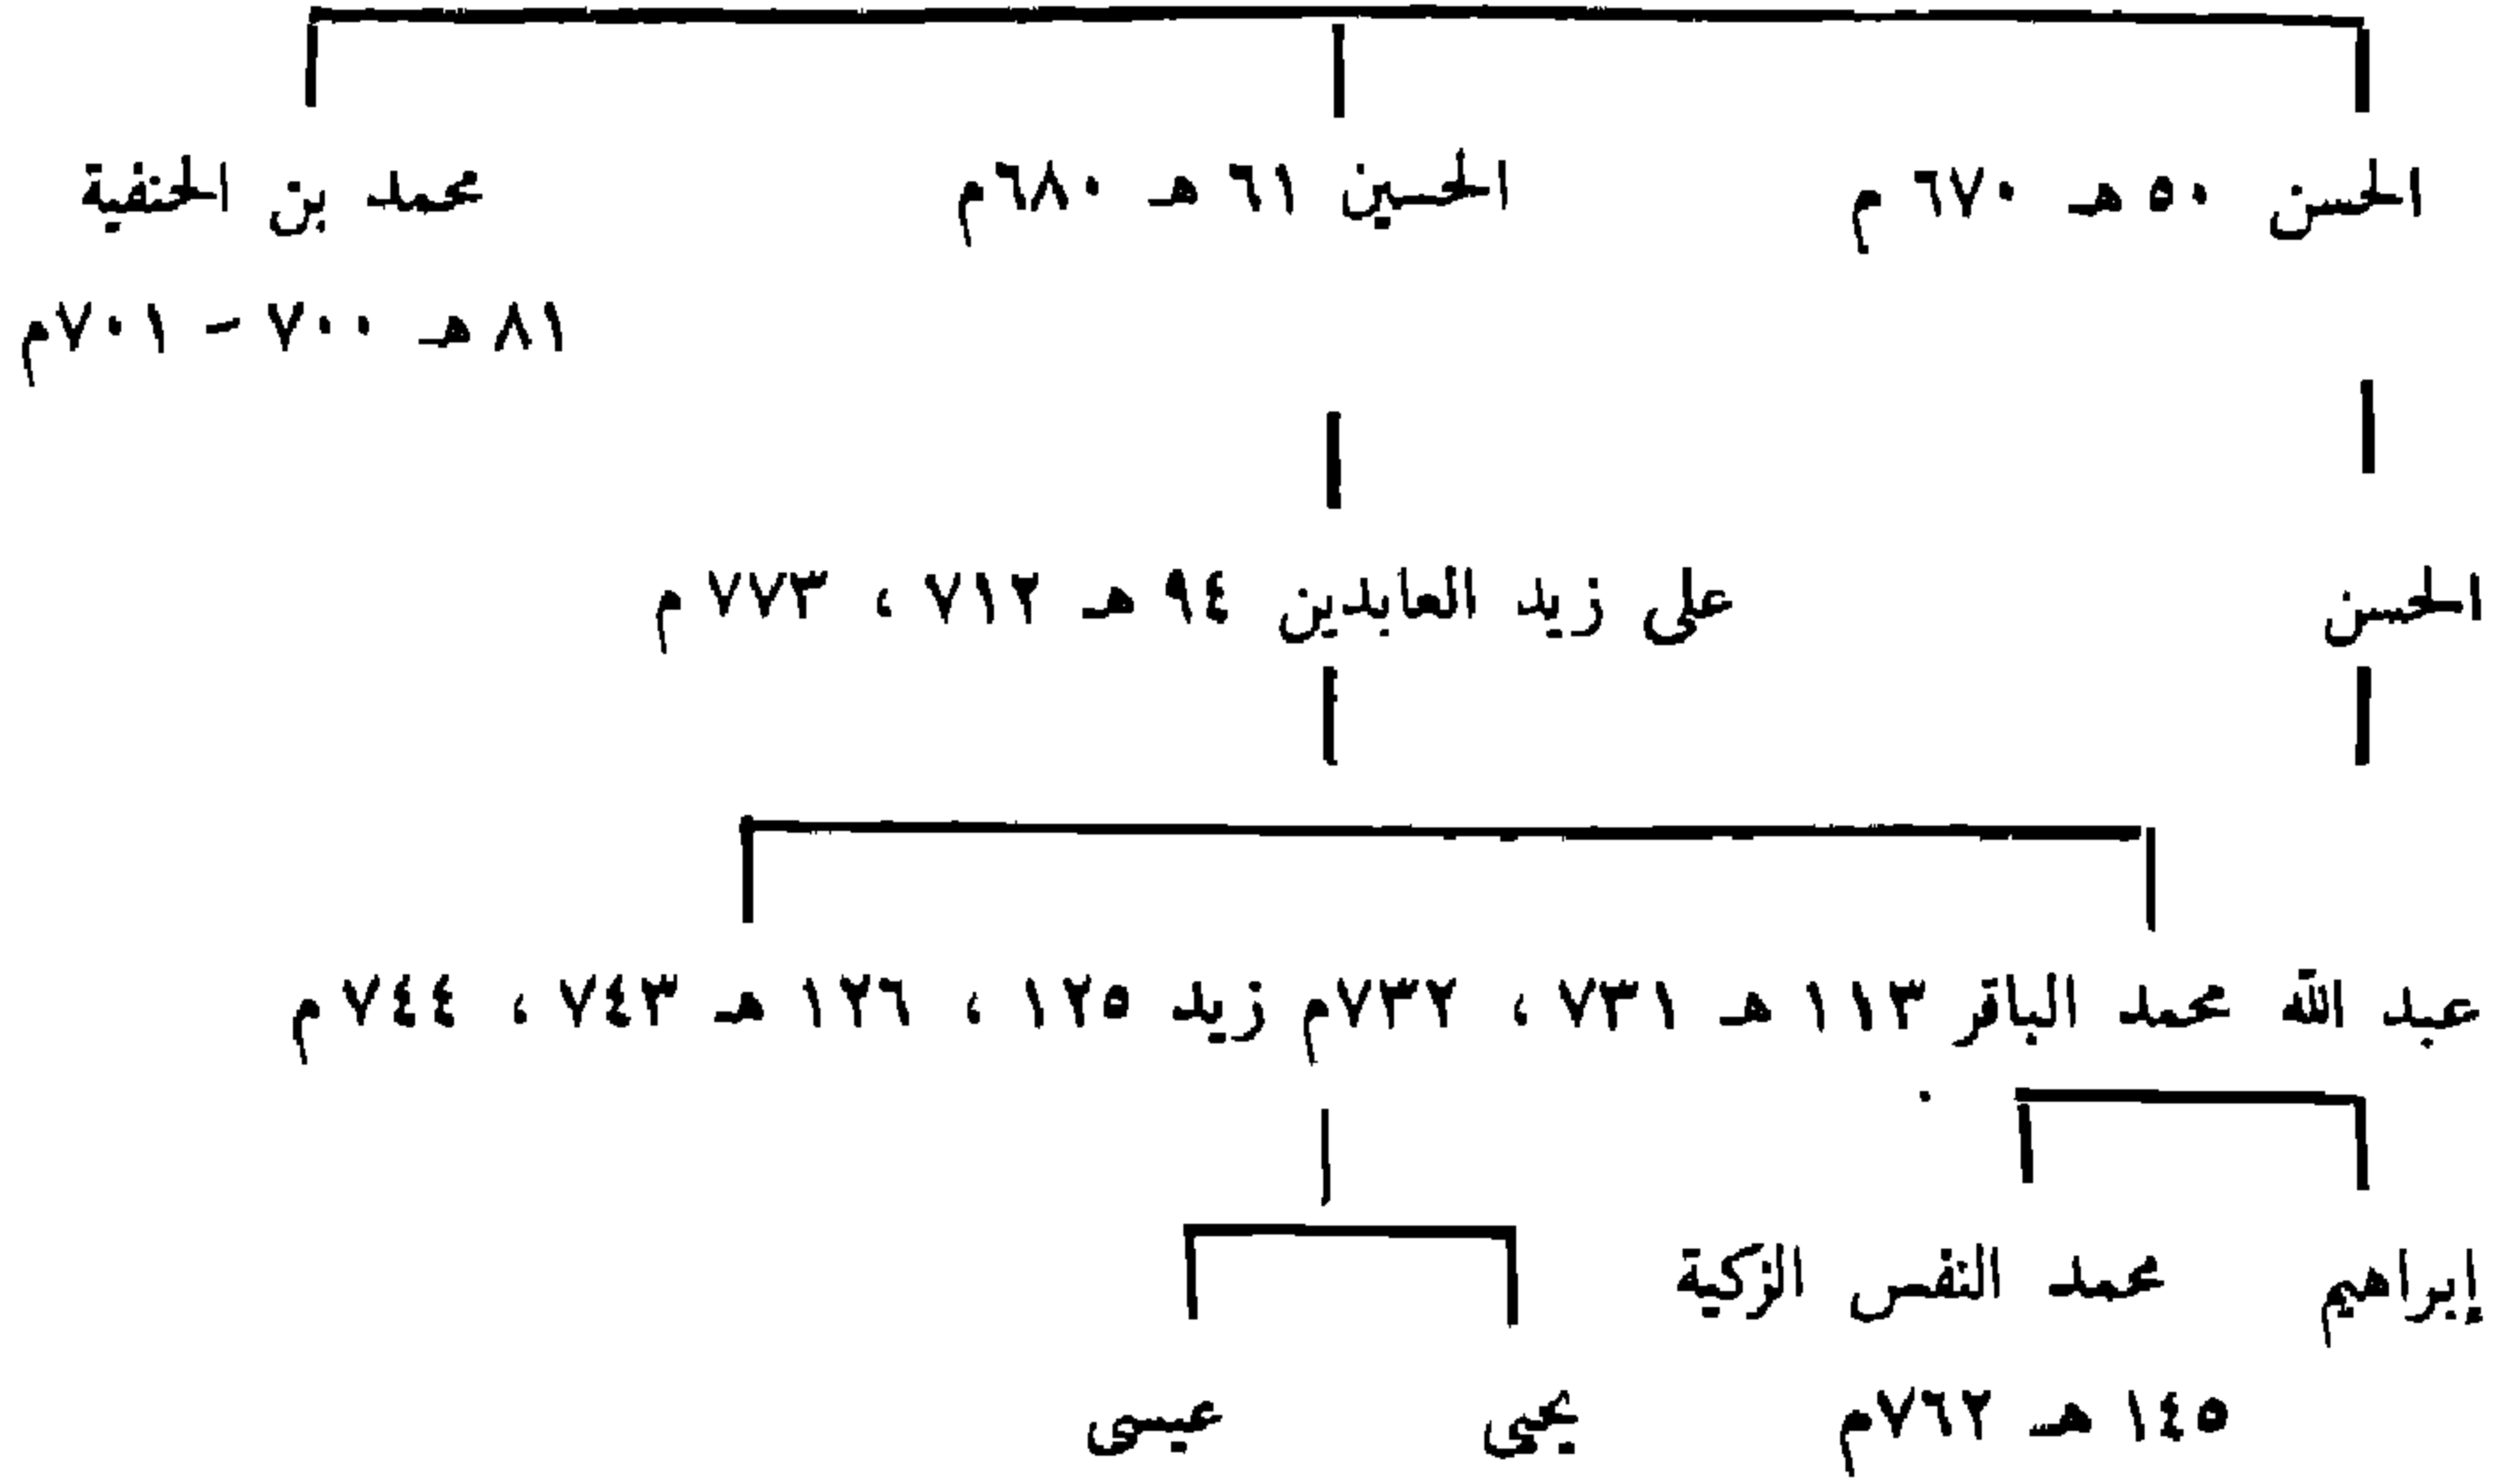 الحسن ٥٠ هـ ٦٧٠ م الحسين ٦١ هـ ٦٨٠م محمد بن الحنفية
٨١ هـ ٧٠٠ - ٧٠١م
الحسن على زيد العابدين ٩٤ هـ ٧١٢ ، ٧٧٣ م
عبد الله محمد الباقر ١١٣ هـ ٧٣١ ، ٧٣٢م زيد ١٢٥ ، ١٢٦ هـ ٧٤٣ ، ٧٤٤م
إبراهيم محمد النفس الزكية
١٤٥ هـ ٧٦٢م يحيى عيسى